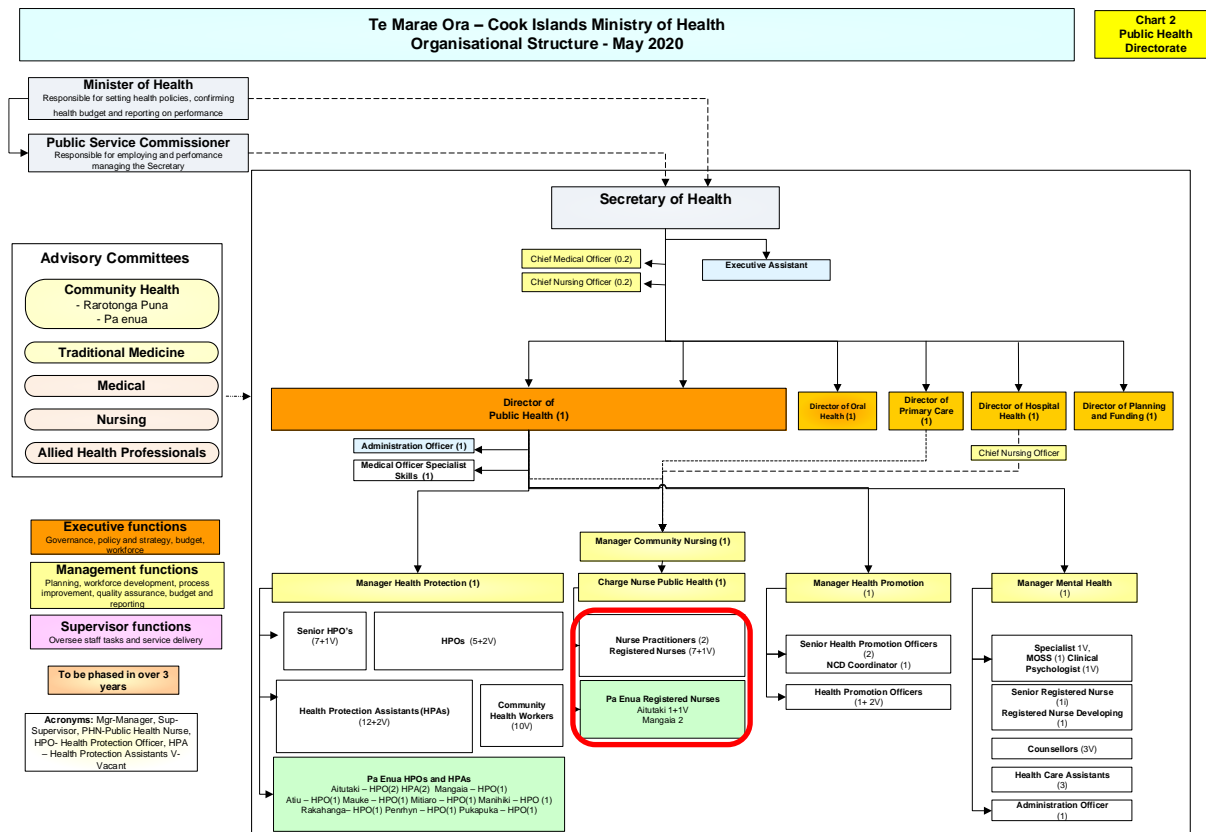 Te Marae Ora – Cook Islands Ministry of Health
Organisational Structure - May 2020
Chart 2
Public Health
Directorate
Minister of Health
Responsible for setting health policies, confirming
health budget and reporting on performance
Public Service Commissioner
Responsible for employing and perfomance
managing the Secretary
Secretary of Health
Chief Medical Officer (0.2)
Chief Nursing Officer (0.2)
Executive Assistant
Advisory Committees
Community Health
- Rarotonga Puna
- Pa enua
Traditional Medicine
Medical
Nursing
Allied Health Professionals
Director of
Public Health (1)
Director of Oral
Health (1)
Director of
Primary Care
(1)
Director of Hospital
Health (1)
Director of Planning
and Funding (1)
Chief Nursing Officer
Administration Officer (1)
Medical Officer Specialist
Skills (1)
Executive functions
Governance, policy and strategy, budget,
workforce
Management functions
Planning, workforce development, process
improvement, quality assurance, budget and
reporting
Supervisor functions
Oversee staff tasks and service delivery
To be phased in over 3
years
Acronyms: Mgr-Manager, Sup-
Supervisor, PHN-Public Health Nurse,
HPO- Health Protection Officer, HPA
– Health Protection Assistants V-
Vacant
Manager Community Nursing (1)
Manager Health Protection (1)
Charge Nurse Public Health (1)
Manager Health Promotion
(1)
Manager Mental Health
(1)
Senior HPO's
(7+1V)
HPOs (5+2V)
Health Protection Assistants (HPAs)
(12+2V)
Community
Health Workers
(10V)
Pa Enua HPOs and HPAs
Aitutaki – HPO(2) HPA(2) Mangaia – HPO(1)
Atiu – HPO(1) Mauke – HPO(1) Mitiaro – HPO(1) Manihiki – HPO (1)
Rakahanga– HPO(1) Penrhyn – HPO(1) Pukapuka – HPO(1)
Nurse Practitioners (2)
Registered Nurses (7+1V)
Pa Enua Registered Nurses
Aitutaki 1+1V
Mangaia 2
Senior Health Promotion Officers
(2)
NCD Coordinator (1)
Health Promotion Officers
(1+ 2V)
Specialist 1V,
MOSS (1) Clinical
Psychologist (1V)
Senior Registered Nurse
(1i)
Registered Nurse Developing
(1)
Counsellors (3V)
Health Care Assistants
(3)
Administration Officer
(1)